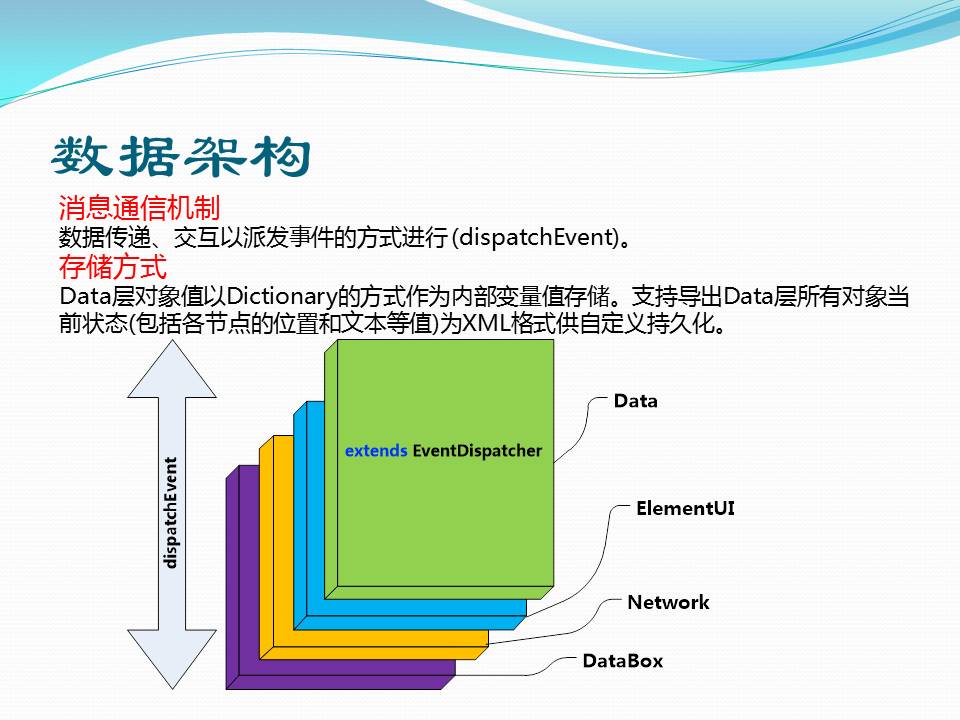 数据架构
消息通信机制
数据传递、交互以派发事件的方式进行(dispatchEvent)。
存储方式
Data层对象值以Dictionary的方式作为内部变量值存储。支持导出Data层所有对象当
前状态(包括各节点的位置和文本等值)为XML格式供自定义持久化。
Data
extends EventDispatcher
ElementUI
dispatchEvent
Network
DataBox